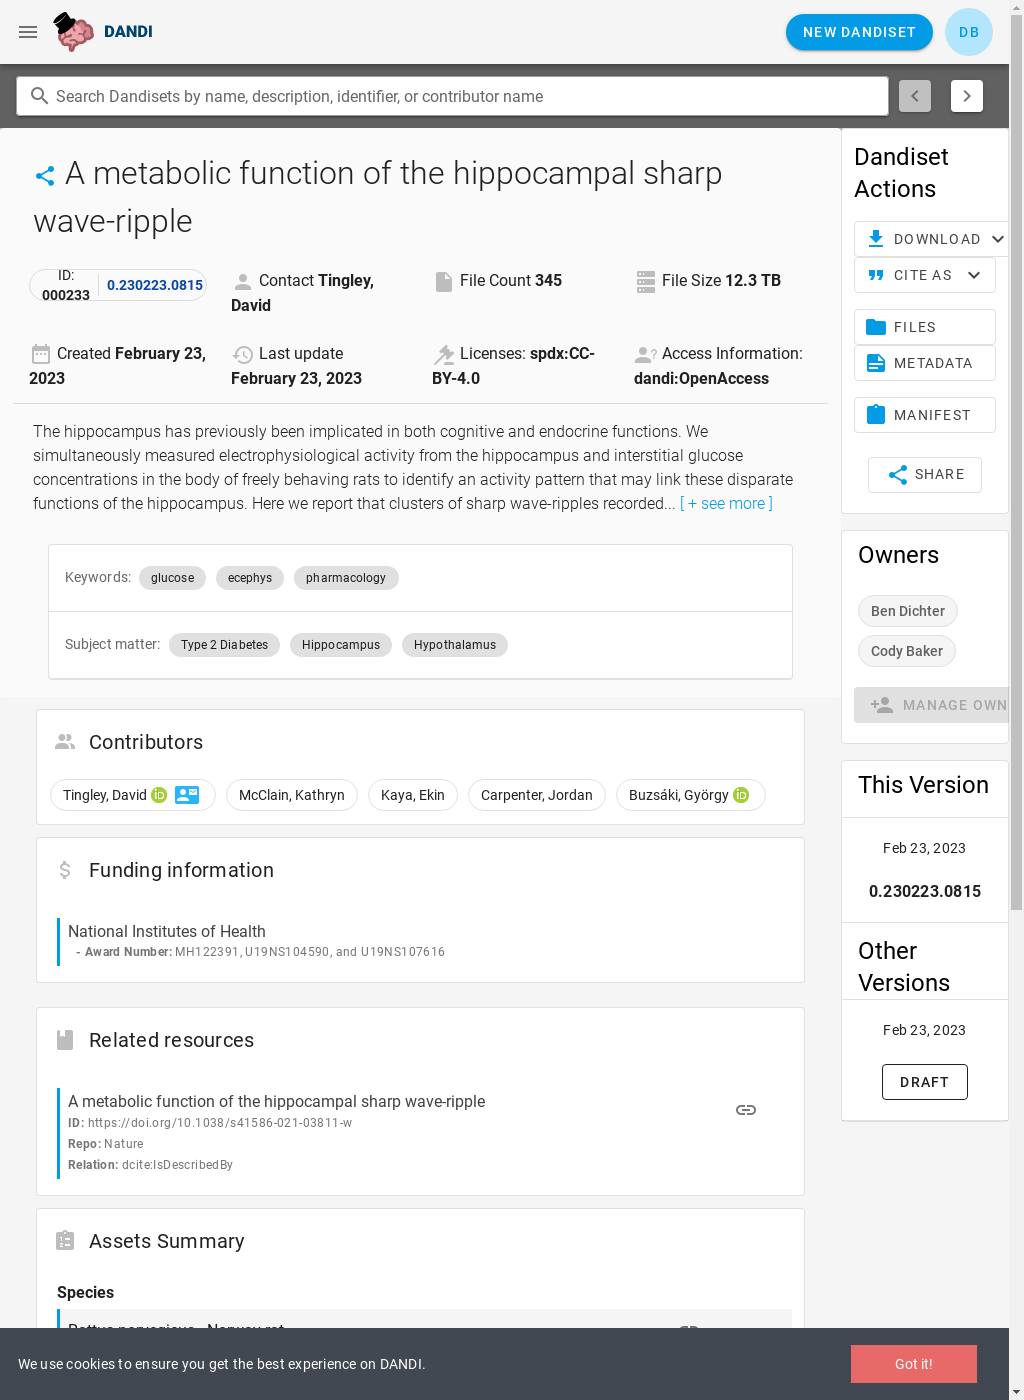 DANDI
NEW DANDISET
DB
Search Dandisets by name, description, identifier, or contributor name
A metabolic function of the hippocampal sharp
wave-ripple
ID:
000233
0.230223.0815
Contact Tingley,
David
File Count 345
File Size 12.3 TB
Created February 23,
2023
Last update
February 23, 2023
Licenses: spdx:CC-
BY-4.0
Access Information:
dandi:OpenAccess
The hippocampus has previously been implicated in both cognitive and endocrine functions. We
simultaneously measured electrophysiological activity from the hippocampus and interstitial glucose
concentrations in the body of freely behaving rats to identify an activity pattern that may link these disparate
functions of the hippocampus. Here we report that clusters of sharp wave-ripples recorded... [ + see more ]
Keywords: glucose ecephys pharmacology
Subject matter: Type 2 Diabetes Hippocampus Hypothalamus
Contributors
Tingley, David iD McClain, Kathryn Kaya, Ekin Carpenter, Jordan Buzsáki, György iD
Funding information
National Institutes of Health
- Award Number: MH122391, U19NS104590, and U19NS107616
Related resources
A metabolic function of the hippocampal sharp wave-ripple
ID: https://doi.org/10.1038/s41586-021-03811-w
Repo: Nature
Relation: dcite:IsDescribedBy
Assets Summary
Species
Rattus norvegicus - Norway rat
Dandiset
Actions
DOWNLOAD
CITE AS
FILES
METADATA
MANIFEST
SHARE
Owners
Ben Dichter
Cody Baker
MANAGE OWN
This Version
Feb 23, 2023
0.230223.0815
Other
Versions
Feb 23, 2023
DRAFT
We use cookies to ensure you get the best experience on DANDI.
Got it!